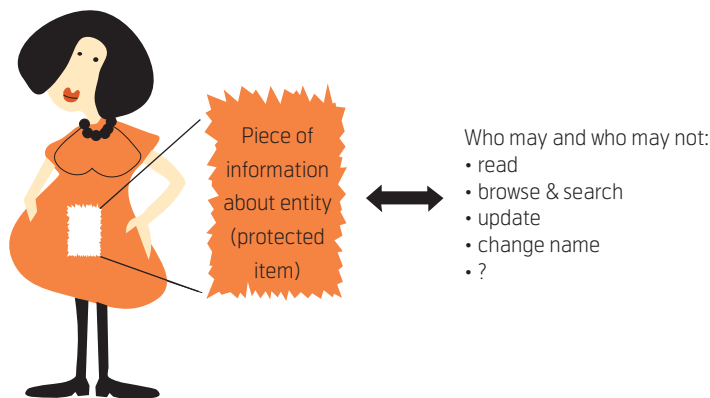 Piece of
information
about entity
(protected
item)
Who may and who may not:
• read
• browse & search
• update
• change name
• ?